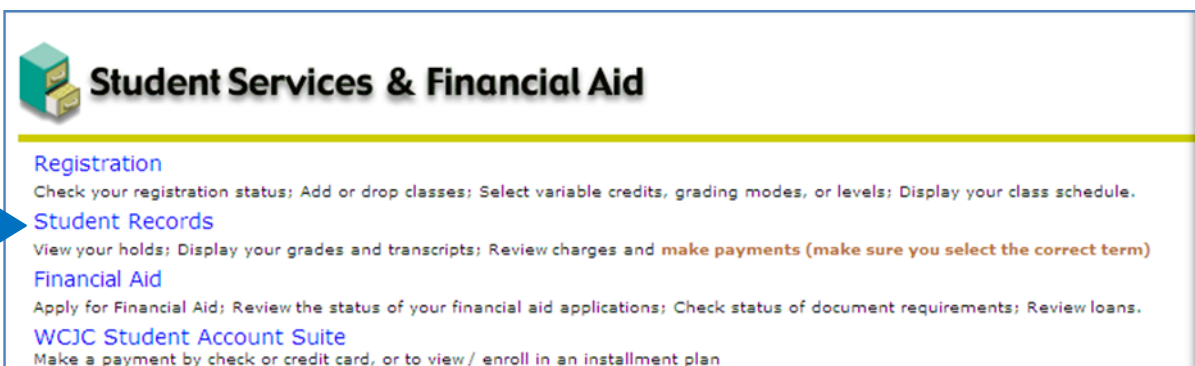 Student Services & Financial Aid
Registration
Check your registration status; Add or drop classes; Select variable credits, grading modes, or levels; Display your class schedule.
Student Records
View your holds; Display your grades and transcripts; Review charges and make payments (make sure you select the correct term)
Financial Aid
Apply for Financial Aid; Review the status of your financial aid applications; Check status of document requirements; Review loans.
WCJC Student Account Suite
Make a payment by check or credit card, or to view / enroll in an installment plan